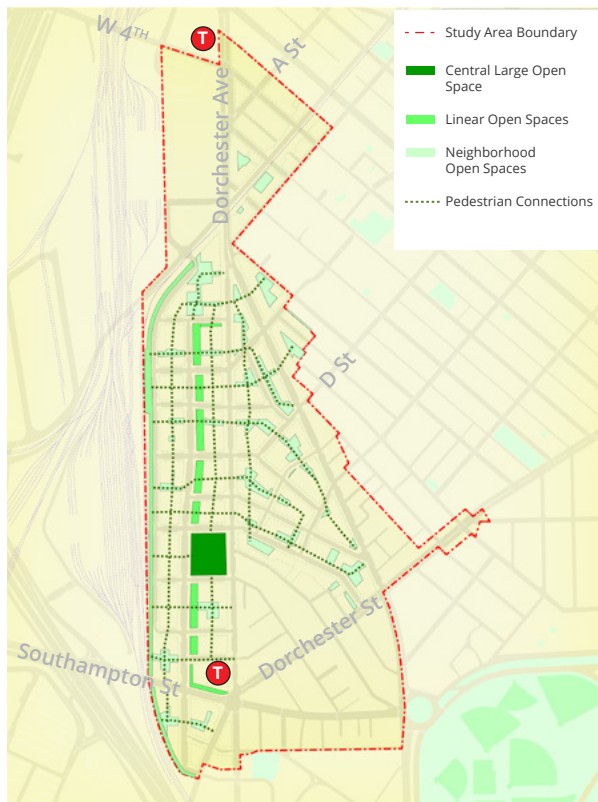 W 4TH
T
Dorchester Ave
A St
Study Area Boundary
Central Large Open
Space
Linear Open Spaces
Neighborhood
Open Spaces
Pedestrian Connections
D St
Dorchester St
Southampton St
T